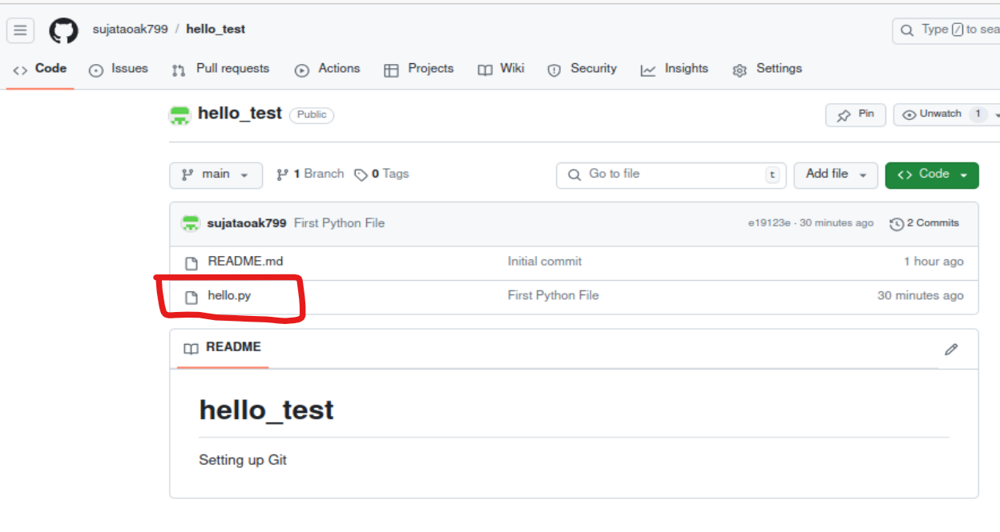 sujataoak799 / hello_test
Type / to sea
Code Issues Pull requests Actions Projects Wiki Security Insights Settings
hello_test Public Pin Unwatch 1
main 1 Branch 0 Tags Go to file t Add file Code
sujataoak799 First Python File e19123e · 30 minutes ago 2 Commits
README.md Initial commit 1 hour ago
hello.py First Python File 30 minutes ago
README
hello_test
Setting up Git